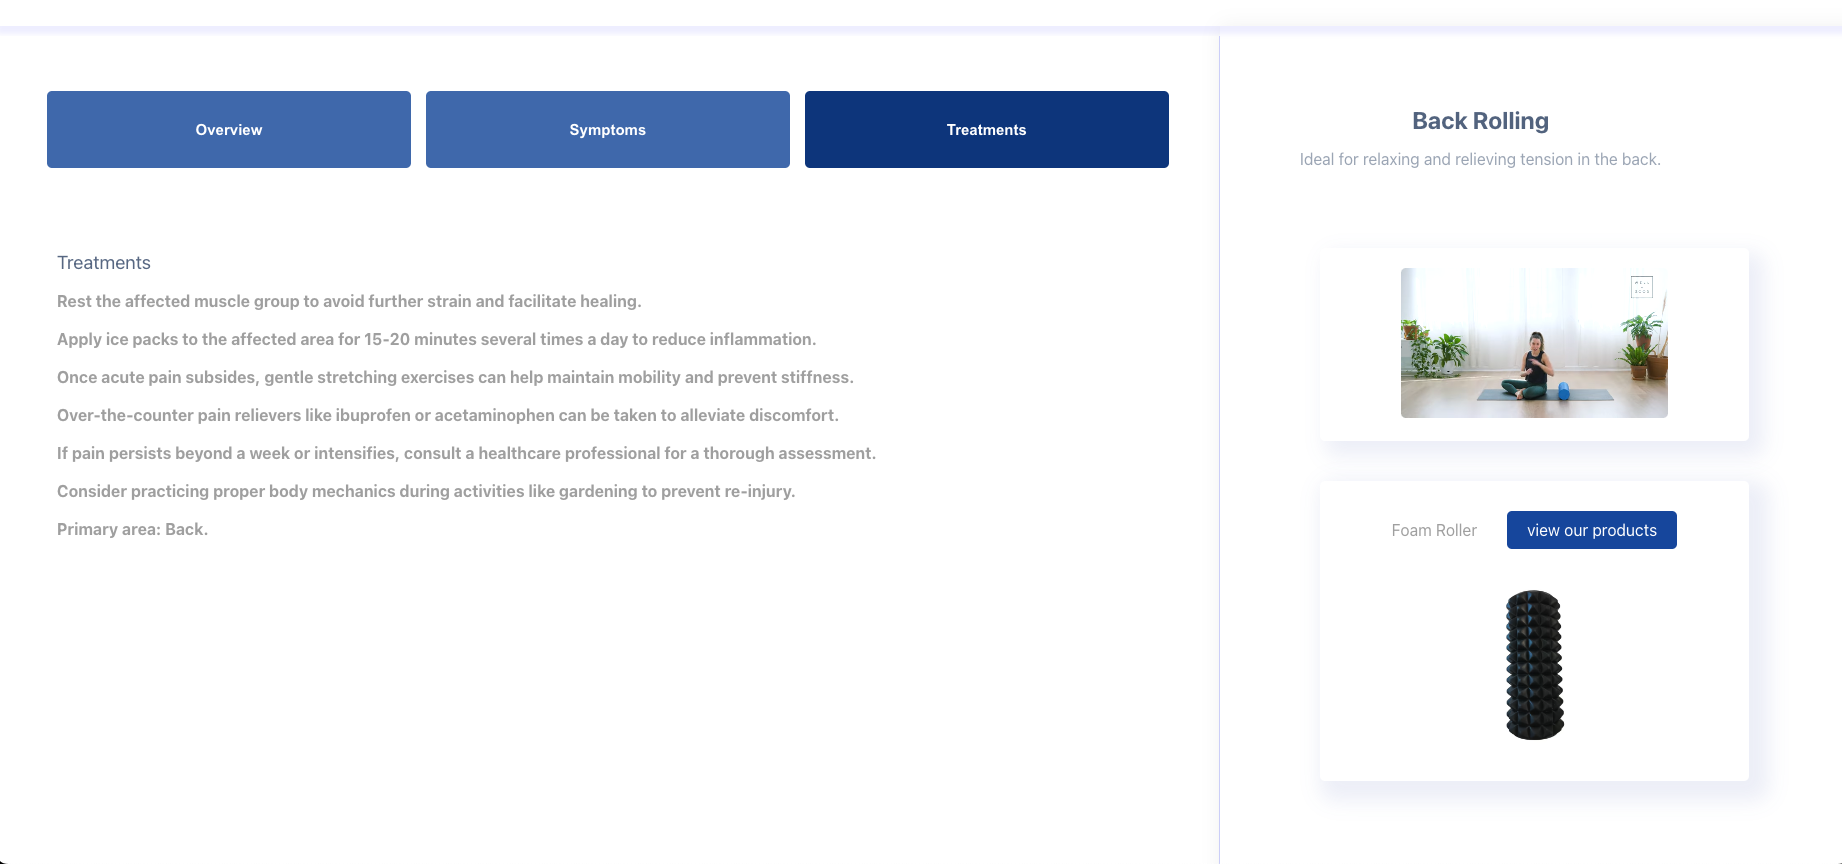 Overview
Symptoms
Treatments
Treatments
Rest the affected muscle group to avoid further strain and facilitate healing.
Apply ice packs to the affected area for 15-20 minutes several times a day to reduce inflammation.
Once acute pain subsides, gentle stretching exercises can help maintain mobility and prevent stiffness.
Over-the-counter pain relievers like ibuprofen or acetaminophen can be taken to alleviate discomfort.
If pain persists beyond a week or intensifies, consult a healthcare professional for a thorough assessment.
Consider practicing proper body mechanics during activities like gardening to prevent re-injury.
Primary area: Back.
Back Rolling
Ideal for relaxing and relieving tension in the back.
Foam Roller
view our products